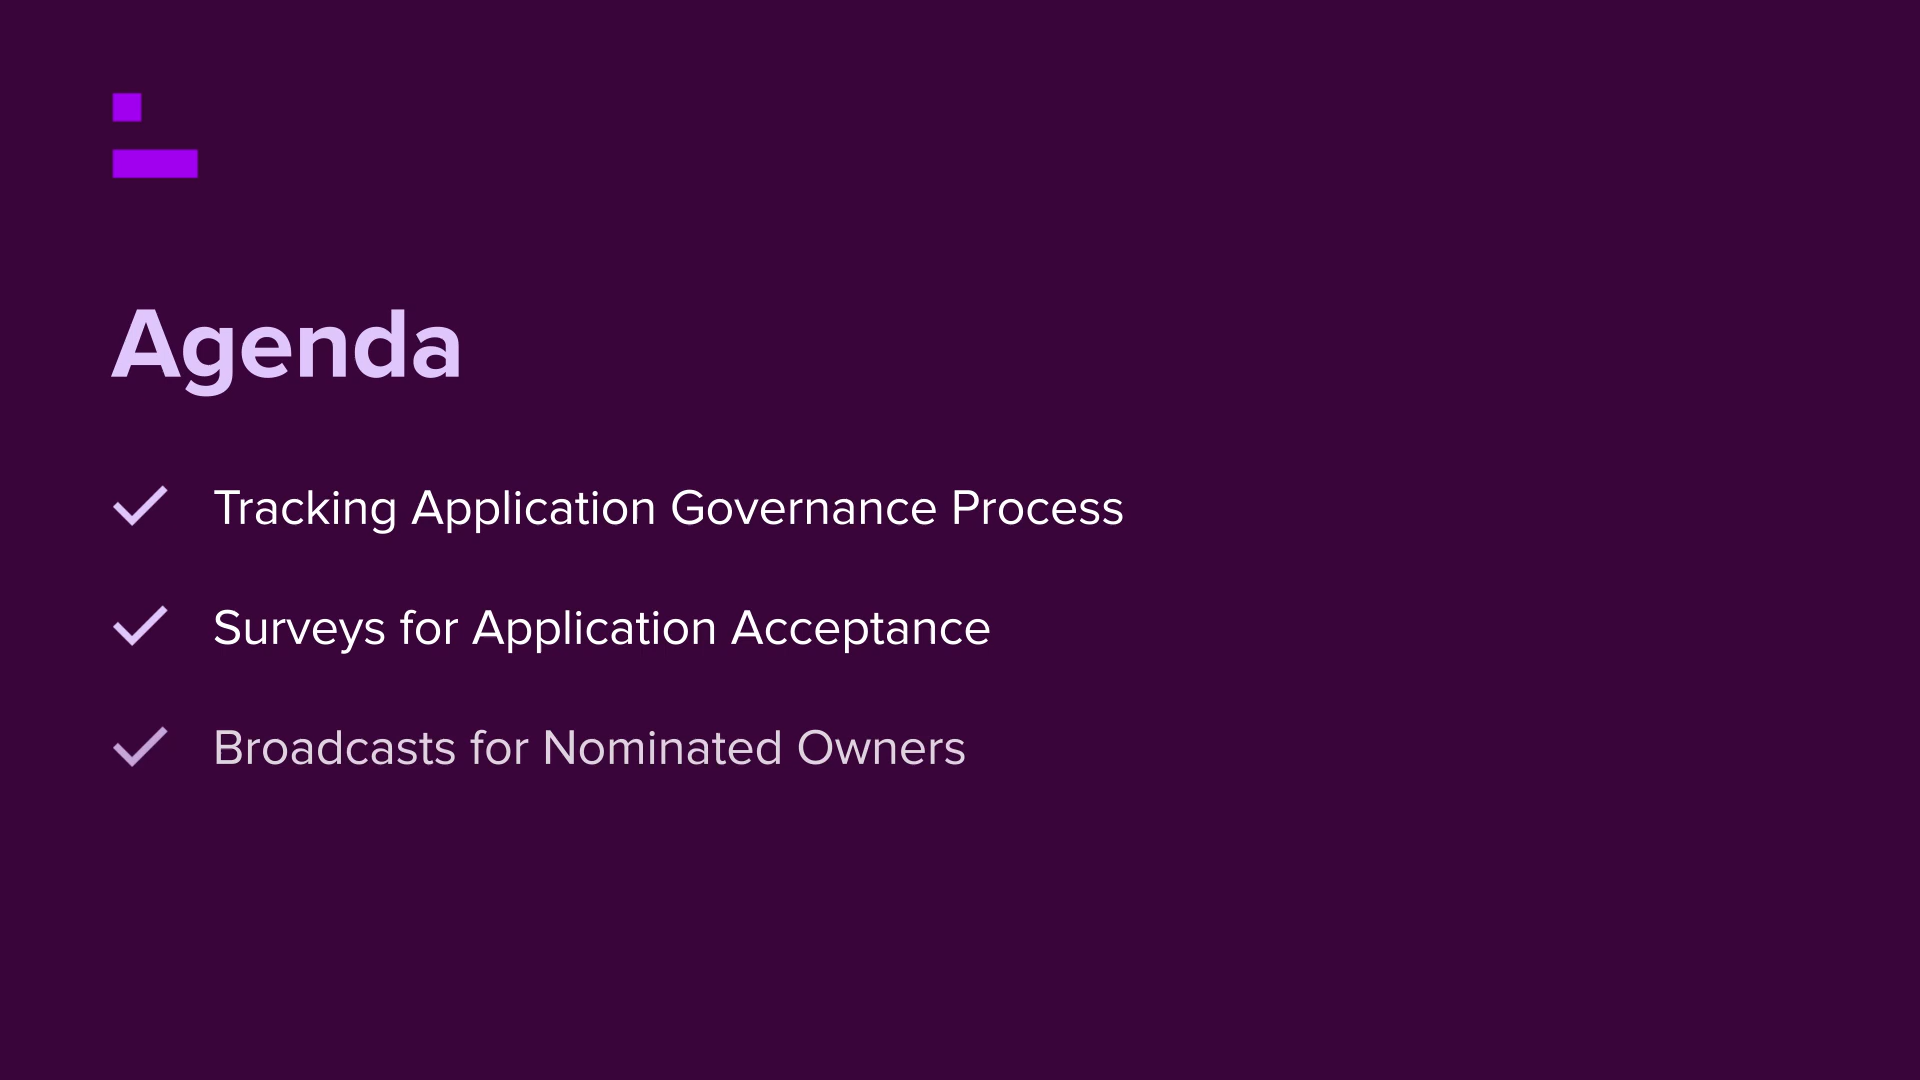 Agenda
Tracking Application Governance Process
Surveys for Application Acceptance
Broadcasts for Nominated Owners